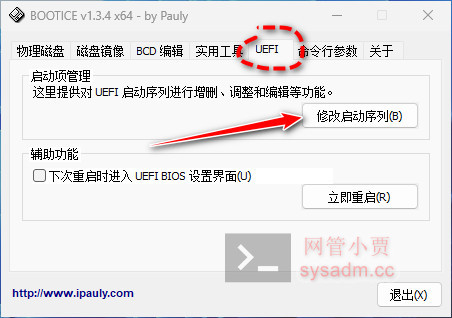 BOOTICE v1.3.4 x64 - by Pauly
物理磁盘 磁盘镜像 BCD 编辑 实用工具 UEFI 命令行参数 关于
启动项管理
这里提供对 UEFI 启动序列进行增删、调整和编辑等功能。
修改启动序列(B)
辅助功能
下次重启时进入 UEFI BIOS 设置界面(U)
立即重启(R)
网管小贾
sysadm.cc
http://www.ipauly.com
退出(X)